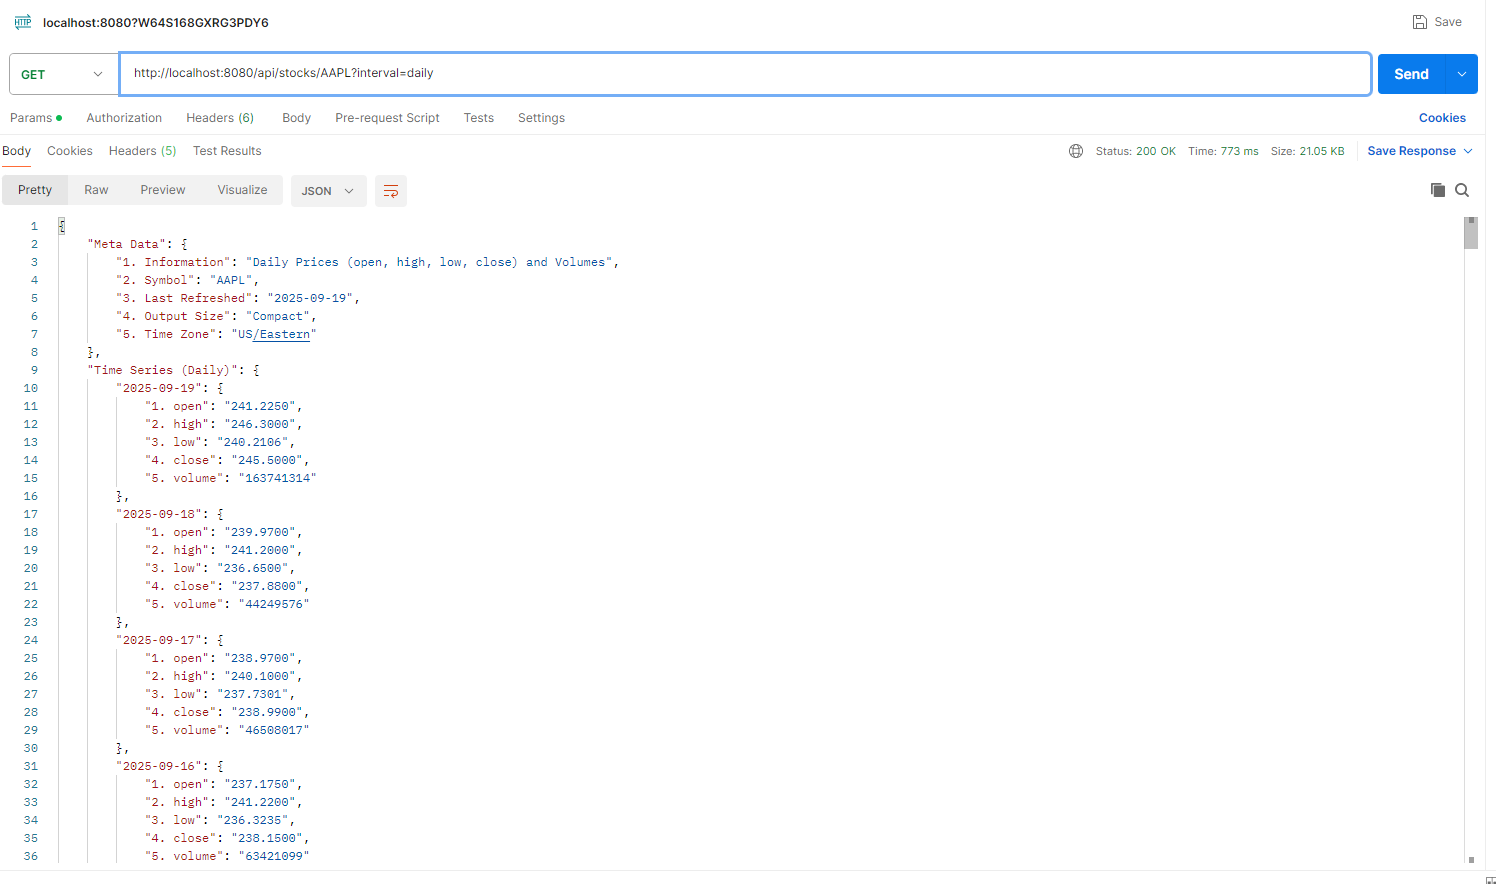 HTTP localhost:8080?W64S168GXRG3PDY6 Save
GET http://localhost:8080/api/stocks/AAPL?interval=daily Send
Params Authorization Headers (6) Body Pre-request Script Tests Settings Cookies
Body Cookies Headers (5) Test Results Status: 200 OK Time: 773 ms Size: 21.05 KB Save Response
Pretty Raw Preview Visualize JSON
1 {
2 "Meta Data": {
3 "1. Information": "Daily Prices (open, high, low, close) and Volumes",
4 "2. Symbol": "AAPL",
5 "3. Last Refreshed": "2025-09-19",
6 "4. Output Size": "Compact",
7 "5. Time Zone": "US/Eastern"
8 },
9 "Time Series (Daily)": {
10 "2025-09-19": {
11 "1. open": "241.2250",
12 "2. high": "246.3000",
13 "3. low": "240.2106",
14 "4. close": "245.5000",
15 "5. volume": "163741314"
16 },
17 "2025-09-18": {
18 "1. open": "239.9700",
19 "2. high": "241.2000",
20 "3. low": "236.6500",
21 "4. close": "237.8800",
22 "5. volume": "44249576"
23 },
24 "2025-09-17": {
25 "1. open": "238.9700",
26 "2. high": "240.1000",
27 "3. low": "237.7301",
28 "4. close": "238.9900",
29 "5. volume": "46508017"
30 },
31 "2025-09-16": {
32 "1. open": "237.1750",
33 "2. high": "241.2200",
34 "3. low": "236.3235",
35 "4. close": "238.1500",
36 "5. volume": "63421099"